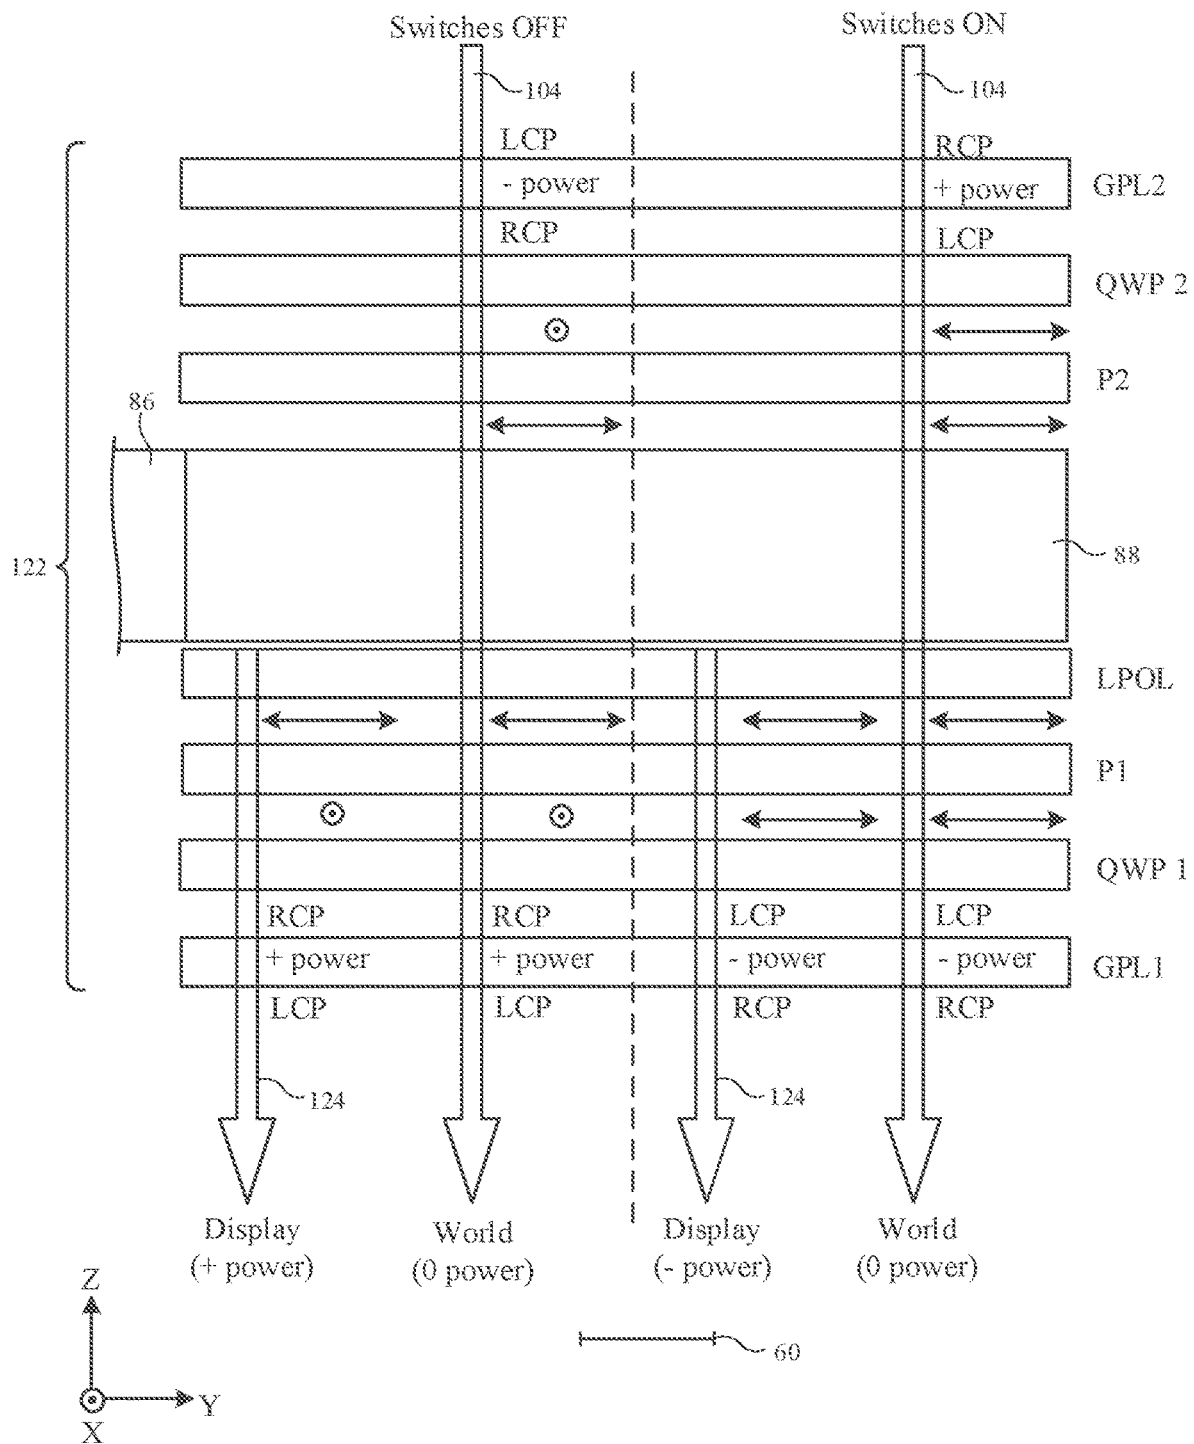 Switches OFF
Switches ON
104
104
LCP
RCP
- power
+ power
GPL2
RCP
LCP
QWP 2
P2
86
122
88
LPOL
P1
QWP 1
RCP
RCP
LCP
LCP
+ power
+ power
- power
- power
GPL1
LCP
LCP
RCP
RCP
124
124
Display
(+ power)
World
(0 power)
Display
(- power)
World
(0 power)
60
Z
Y
X